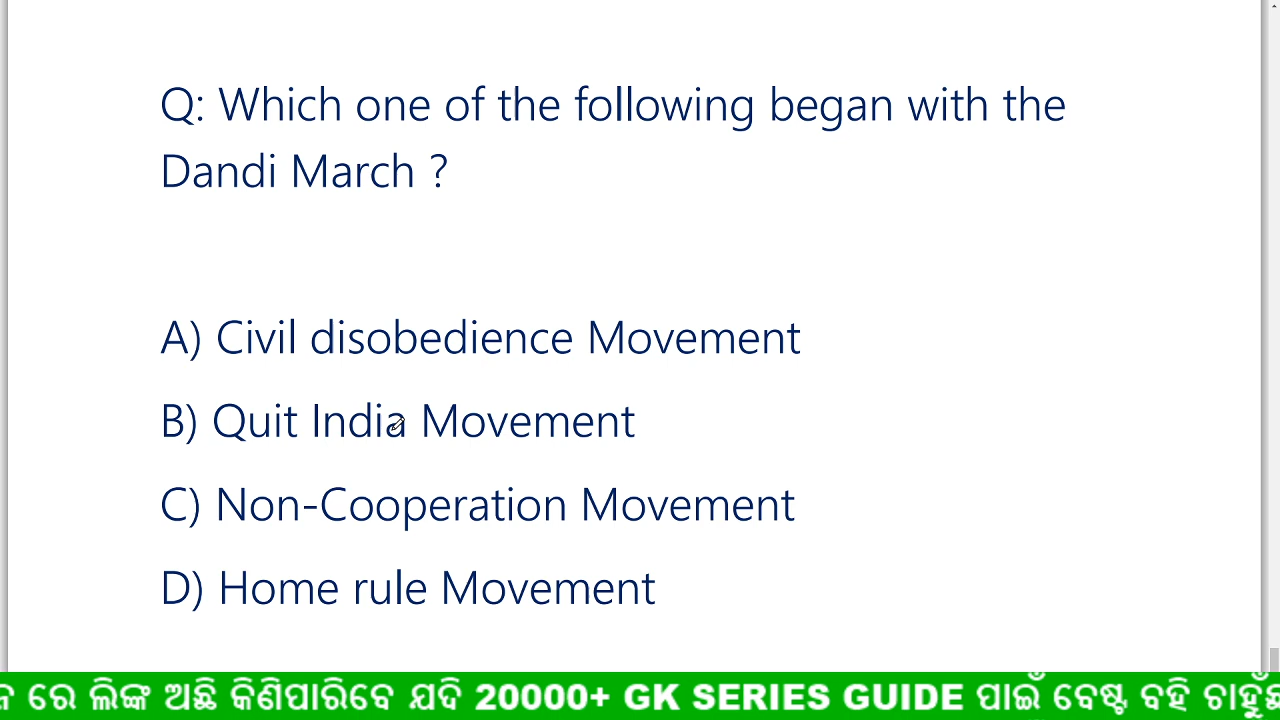 Q: Which one of the following began with the
Dandi March ?
A) Civil disobedience Movement
B) Quit India Movement
C) Non-Cooperation Movement
D) Home rule Movement
ରେ ଲିଙ୍କ ଅଛି କିଣିପାରିବେ ଯଦି 20000+ GK SERIES GUIDE ପାଇଁ ବେଷ୍ଟ ବହି